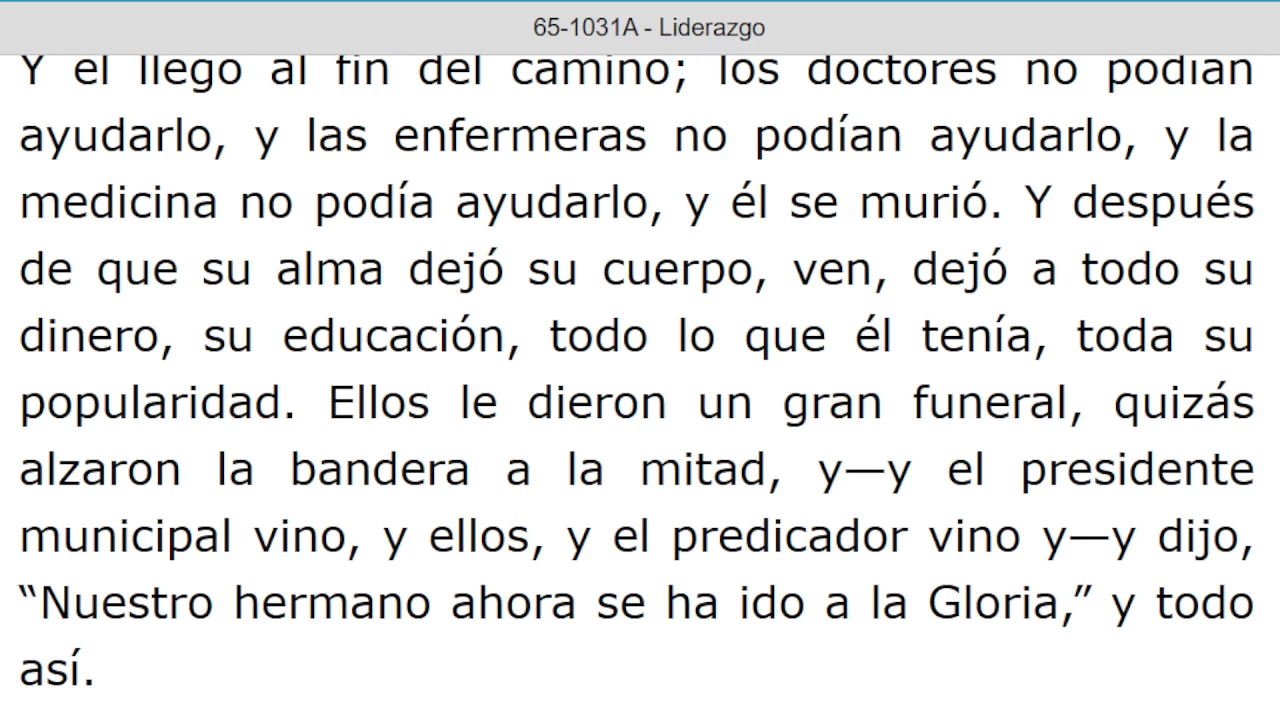 65-1031A - Liderazgo
Y él llegó al fin del camino; los doctores no podían
ayudarlo, y las enfermeras no podían ayudarlo, y la
medicina no podía ayudarlo, y él se murió. Y después
de que su alma dejó su cuerpo, ven, dejó a todo su
dinero, su educación, todo lo que él tenía, toda su
popularidad. Ellos le dieron un gran funeral, quizás
alzaron la bandera a la mitad, y—y el presidente
municipal vino, y ellos, y el predicador vino y—y dijo,
“Nuestro hermano ahora se ha ido a la Gloria,” y todo
así.